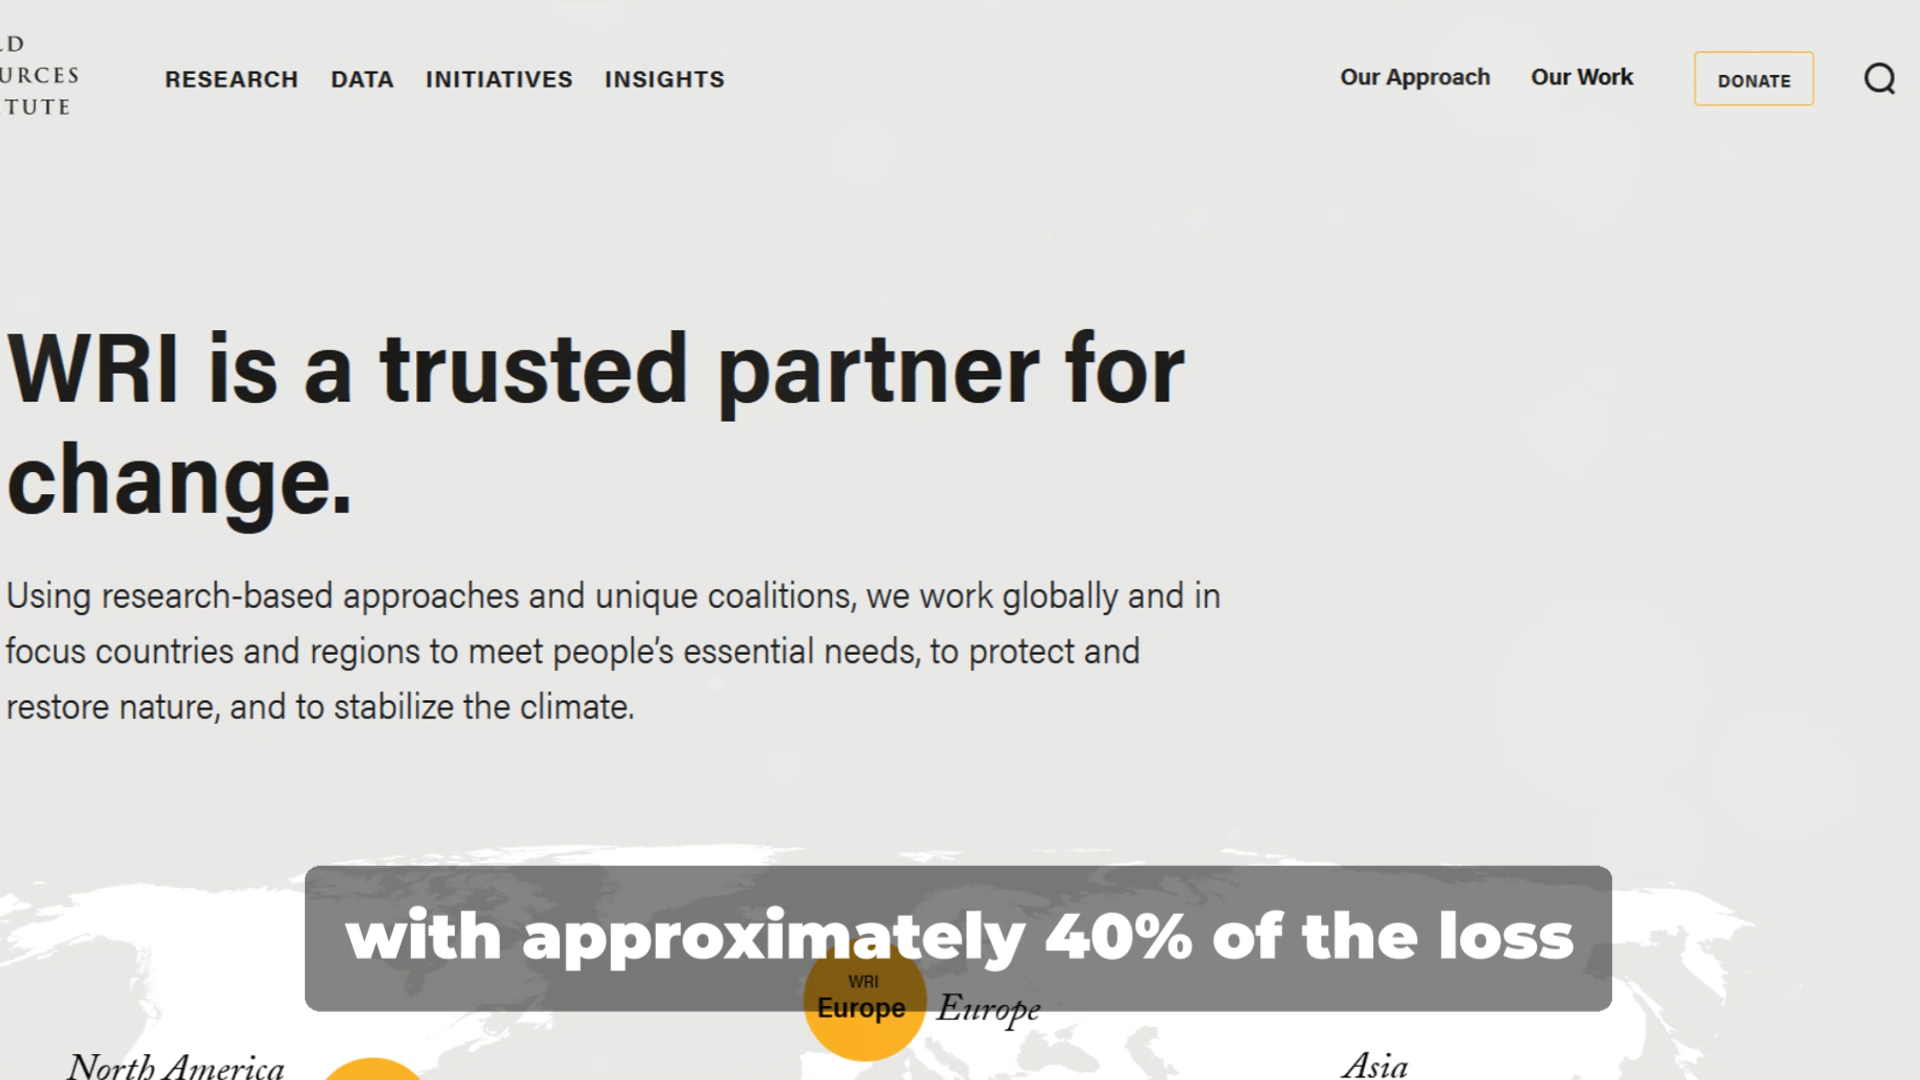 LD
URCES
TUTE
RESEARCH DATA INITIATIVES INSIGHTS
Our Approach Our Work DONATE
WRI is a trusted partner for
change.
Using research-based approaches and unique coalitions, we work globally and in
focus countries and regions to meet people’s essential needs, to protect and
restore nature, and to stabilize the climate.
with approximately 40% of the loss
WRI
Europe Europe
North America
Asia